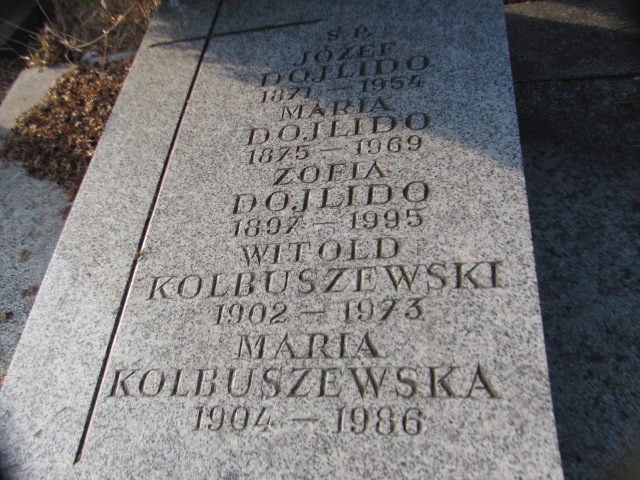 Ś.P.
JÓZEF
DOJLIDO
1871 – 1954
MARIA
DOJLIDO
1875 – 1969
ZOFIA
DOJLIDO
1897 – 1995
WITOLD
KOLBUSZEWSKI
1902 – 1973
MARIA
KOLBUSZEWSKA
1904 – 1986